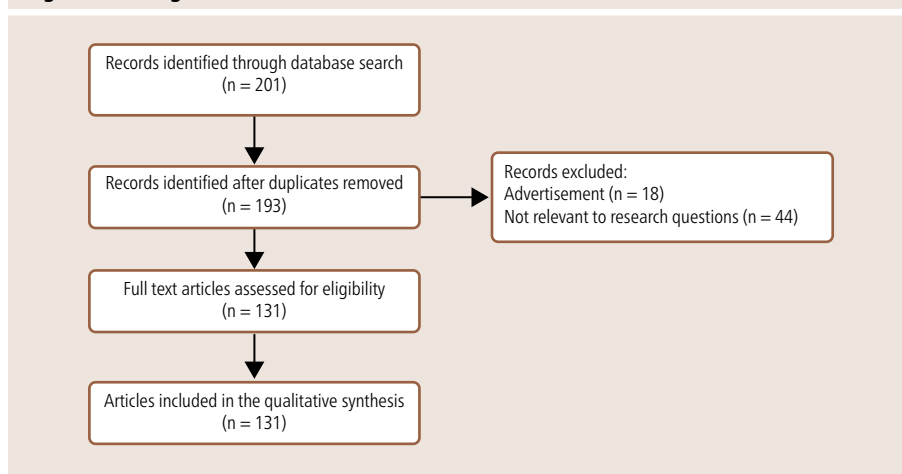 Records identified through database search
(n = 201)
Records identified after duplicates removed
(n = 193)
Records excluded:
Advertisement (n = 18)
Not relevant to research questions (n = 44)
Full text articles assessed for eligibility
(n = 131)
Articles included in the qualitative synthesis
(n = 131)